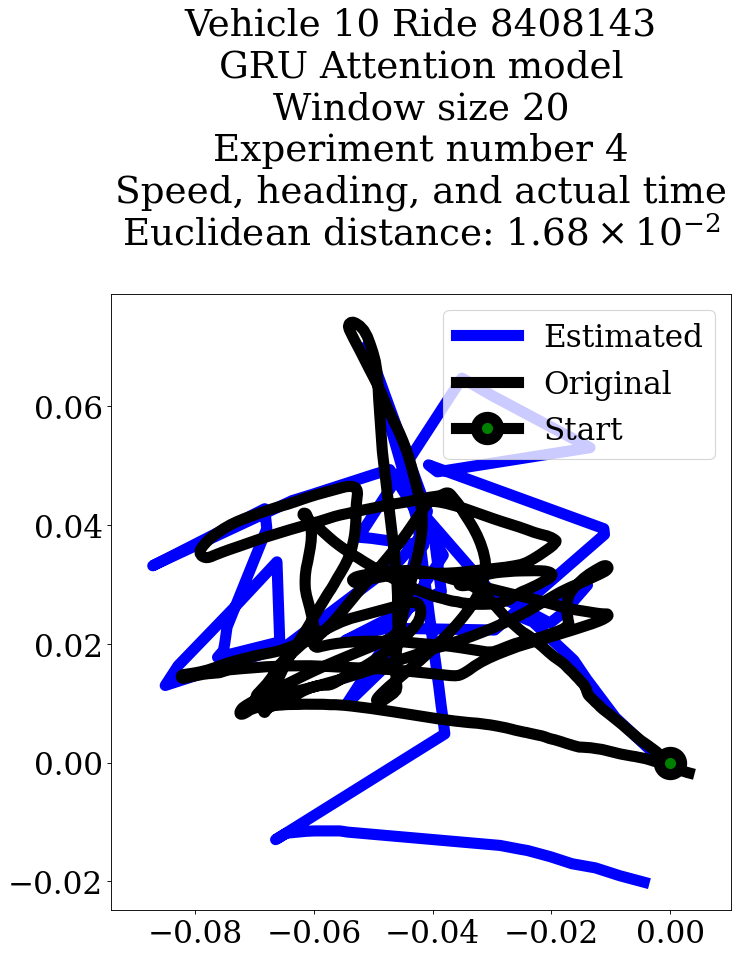 Vehicle 10 Ride 8408143
GRU Attention model
Window size 20
Experiment number 4
Speed, heading, and actual time
Euclidean distance: 1.68 × 10⁻²
Estimated
Original
Start
0.06
0.04
0.02
0.00
−0.02
−0.08 −0.06 −0.04 −0.02 0.00